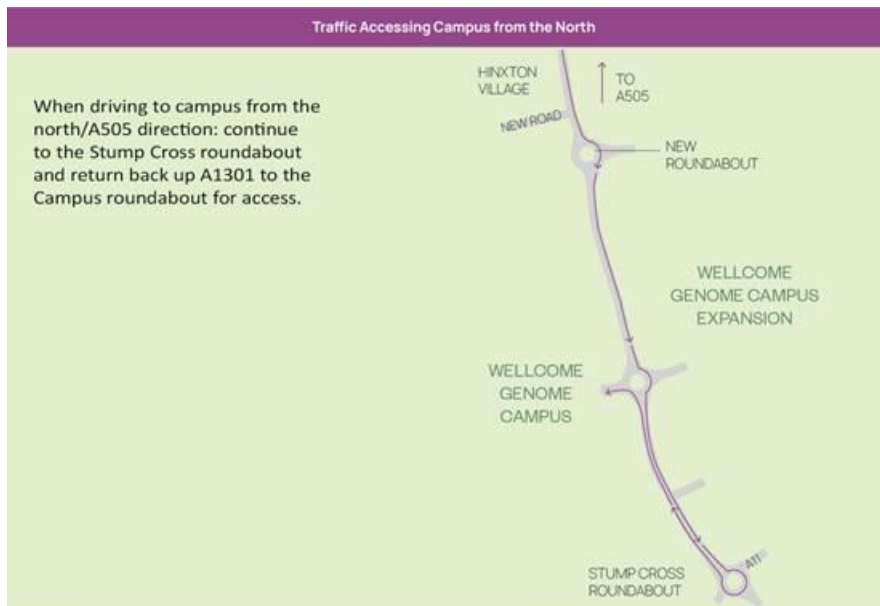 Traffic Accessing Campus from the North
When driving to campus from the
north/A505 direction: continue
to the Stump Cross roundabout
and return back up A1301 to the
Campus roundabout for access.
HINXTON
VILLAGE
TO
A505
NEW ROAD
NEW
ROUNDABOUT
WELLCOME
GENOME CAMPUS
EXPANSION
WELLCOME
GENOME
CAMPUS
A11
STUMP CROSS
ROUNDABOUT